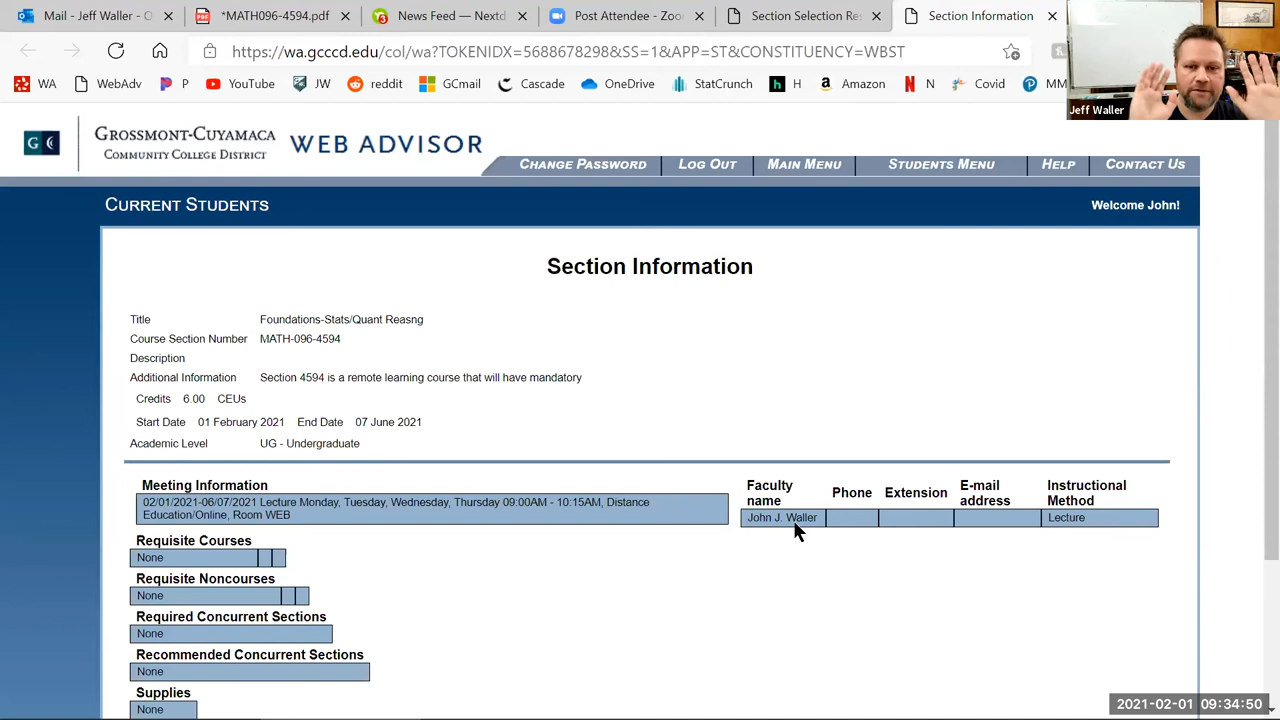 Mail - Jeff Waller - O
*MATH096-4594.pdf
News Feed — Nextl
Post Attendee - Zoo
Section Selection Res
Section Information
https://wa.gcccd.edu/col/wa?TOKENIDX=5688678298&SS=1&APP=ST&CONSTITUENCY=WBST
WA WebAdv P YouTube JW reddit GCmail Cascade OneDrive StatCrunch H Amazon N Covid MM
Jeff Waller
GROSSMONT-CUYAMACA
COMMUNITY COLLEGE DISTRICT
WEB ADVISOR
CHANGE PASSWORD LOG OUT MAIN MENU STUDENTS MENU HELP CONTACT US
CURRENT STUDENTS
Welcome John!
Section Information
Title Foundations-Stats/Quant Reasng
Course Section Number MATH-096-4594
Description
Additional Information Section 4594 is a remote learning course that will have mandatory
Credits 6.00 CEUs
Start Date 01 February 2021 End Date 07 June 2021
Academic Level UG - Undergraduate
Meeting Information
02/01/2021-06/07/2021 Lecture Monday, Tuesday, Wednesday, Thursday 09:00AM - 10:15AM, Distance
Education/Online, Room WEB
Faculty name Phone Extension E-mail address Instructional Method
John J. Waller Lecture
Requisite Courses
None
Requisite Noncourses
None
Required Concurrent Sections
None
Recommended Concurrent Sections
None
Supplies
None
2021-02-01 09:34:50